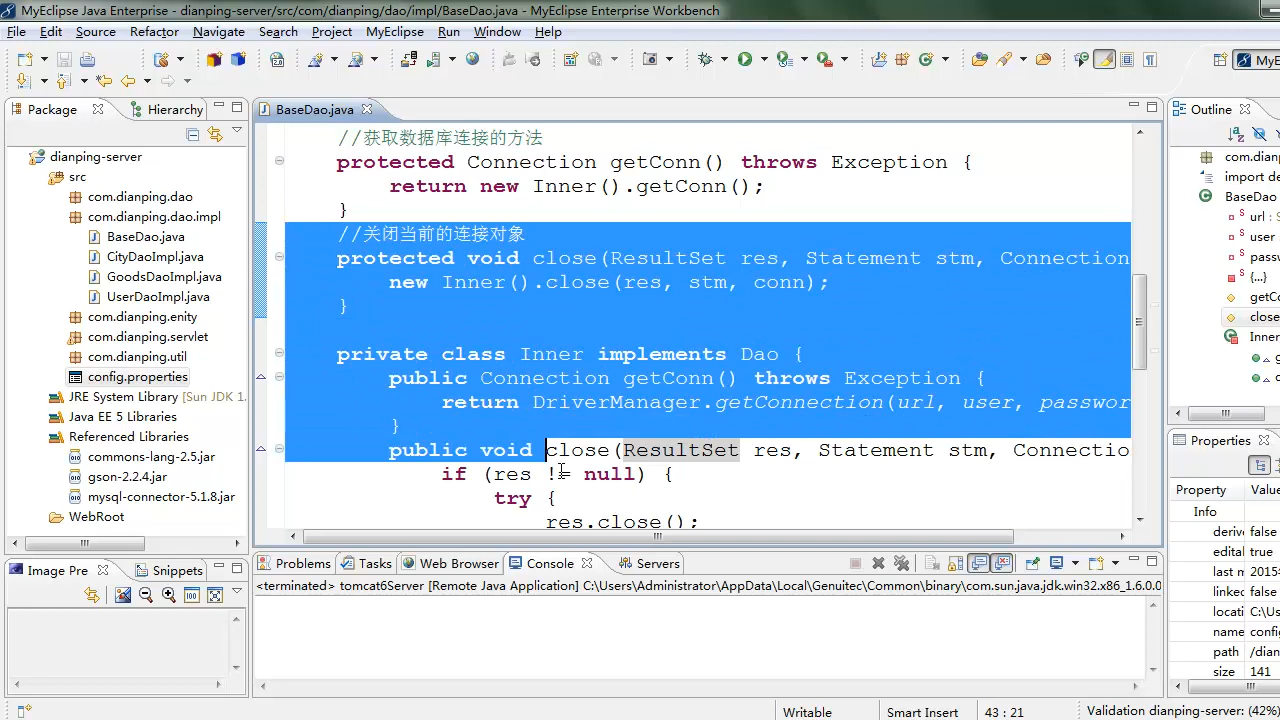 MyEclipse Java Enterprise - dianping-server/src/com/dianping/dao/impl/BaseDao.java - MyEclipse Enterprise Workbench
File Edit Source Refactor Navigate Search Project MyEclipse Run Window Help
MyE
Package
Hierarchy
dianping-server
src
com.dianping.dao
com.dianping.dao.impl
BaseDao.java
CityDaoImpl.java
GoodsDaoImpl.java
UserDaoImpl.java
com.dianping.enity
com.dianping.servlet
com.dianping.util
config.properties
JRE System Library [Sun JDK 1.
Java EE 5 Libraries
Referenced Libraries
commons-lang-2.5.jar
gson-2.2.4.jar
mysql-connector-5.1.8.jar
WebRoot
Image Pre
Snippets
BaseDao.java
//获取数据库连接的方法
protected Connection getConn() throws Exception {
return new Inner().getConn();
}
//关闭当前的连接对象
protected void close(ResultSet res, Statement stm, Connection
new Inner().close(res, stm, conn);
}
private class Inner implements Dao {
public Connection getConn() throws Exception {
return DriverManager.getConnection(url, user, passwor
}
public void close(ResultSet res, Statement stm, Connectio
if (res != null) {
try {
res.close();
Problems
Tasks
Web Browser
Console
Servers
<terminated> tomcat6Server [Remote Java Application] C:\Users\Administrator\AppData\Local\Genuitec\Common\binary\com.sun.java.jdk.win32.x86_1.6.0.0
Outline
com.dianpin
import dec
BaseDao
url :
user
passw
{...}
getCo
close
Inner
Properties
Property Value
Info
derive false
editab true
last m 2015
linked false
locati C:\Us
name confi
path /dian
size 141
Writable
Smart Insert
43 : 21
Validation dianping-server: (42%)